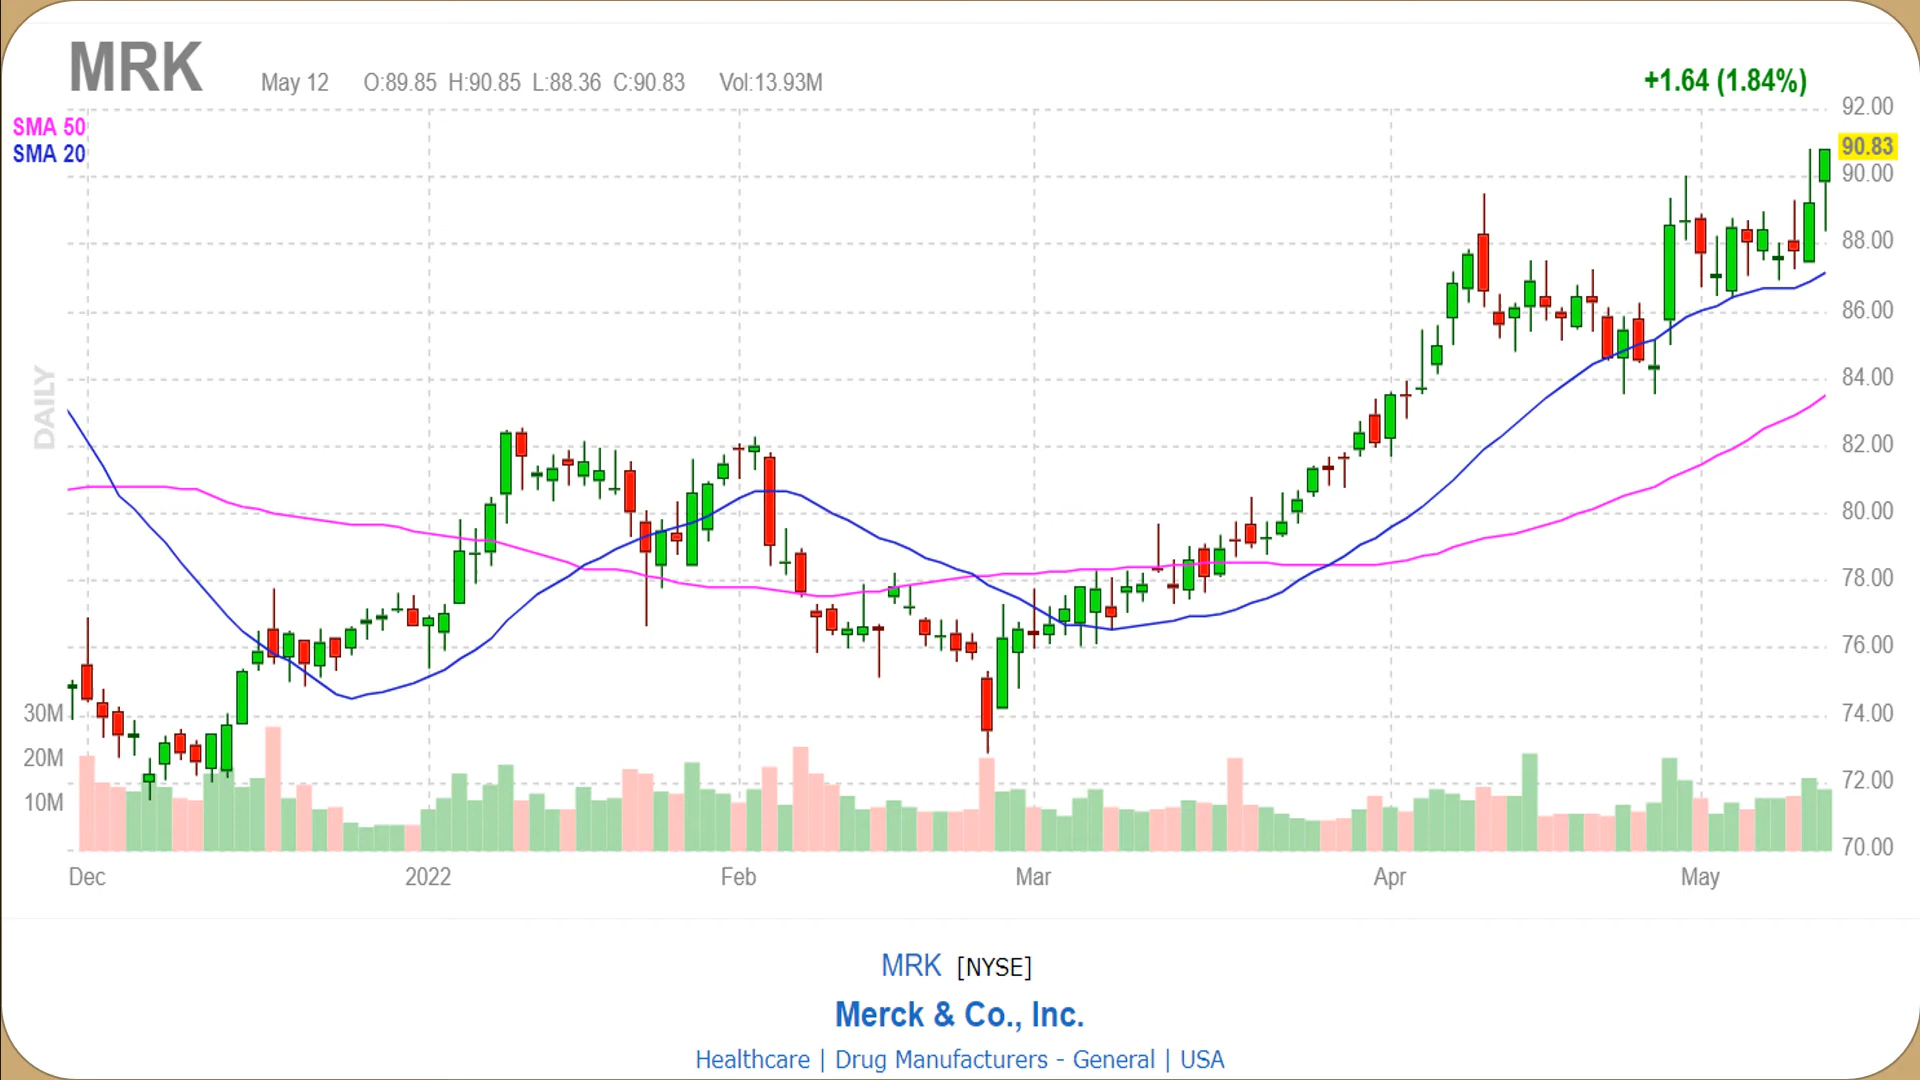 MRK May 12 O:89.85 H:90.85 L:88.36 C:90.83 Vol:13.93M +1.64 (1.84%)
SMA 50
SMA 20
92.00
90.83
90.00
88.00
86.00
84.00
82.00
80.00
78.00
76.00
74.00
72.00
70.00
DAILY
30M
20M
10M
Dec 2022 Feb Mar Apr May
MRK [NYSE]
Merck & Co., Inc.
Healthcare | Drug Manufacturers - General | USA